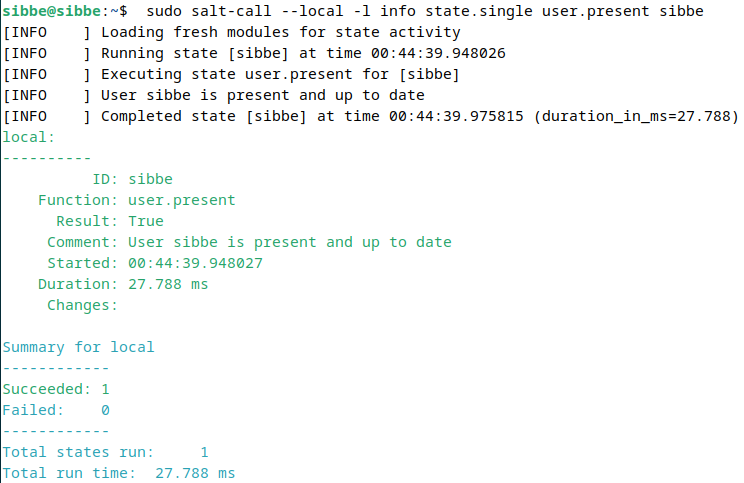 sibbe@sibbe:~$  sudo salt-call --local -l info state.single user.present sibbe
[INFO    ] Loading fresh modules for state activity
[INFO    ] Running state [sibbe] at time 00:44:39.948026
[INFO    ] Executing state user.present for [sibbe]
[INFO    ] User sibbe is present and up to date
[INFO    ] Completed state [sibbe] at time 00:44:39.975815 (duration_in_ms=27.788)
local:
----------
          ID: sibbe
    Function: user.present
      Result: True
     Comment: User sibbe is present and up to date
     Started: 00:44:39.948027
    Duration: 27.788 ms
     Changes:

Summary for local
------------
Succeeded: 1
Failed:    0
------------
Total states run:     1
Total run time:  27.788 ms